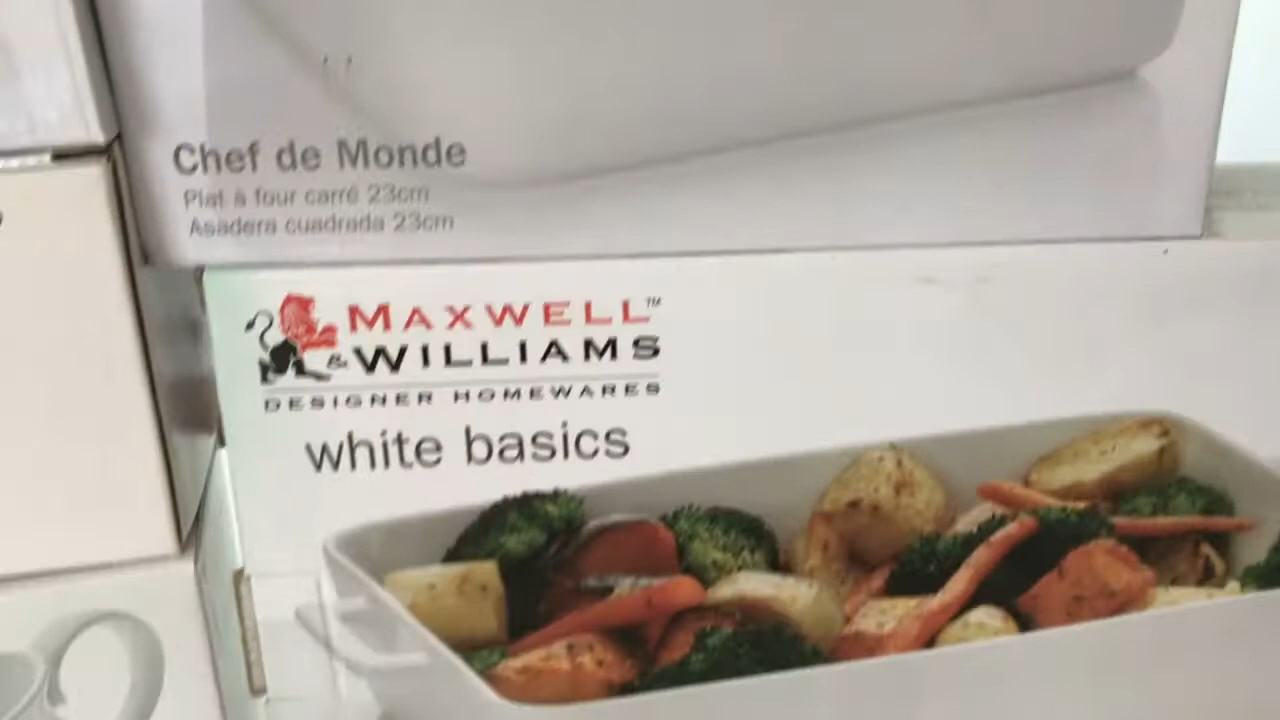 Chef de Monde
Plat à four carré 23cm
Asadera cuadrada 23cm
MAXWELL™
& WILLIAMS
DESIGNER HOMEWARES
white basics